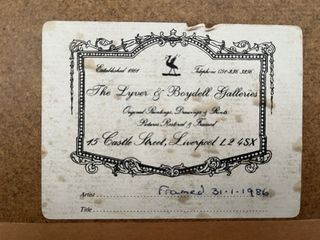 Established 1861 Telephone 051-236 3256
The Lyver & Boydell Galleries
Original Paintings, Drawings & Prints
Pictures Restored & Framed
15 Castle Street, Liverpool L2 4SX
Artist Framed 31-1-1986
Title